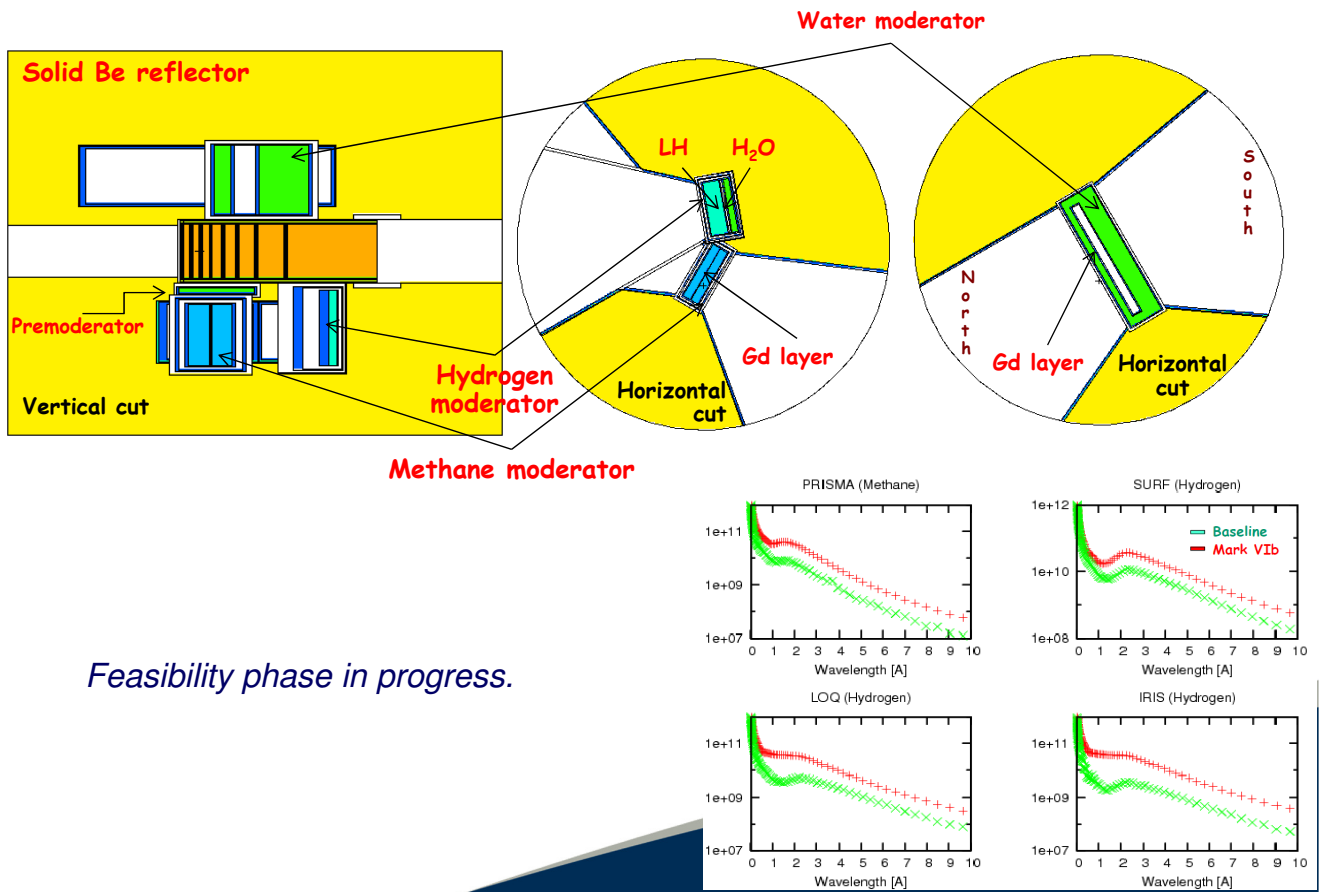 Water moderator
Solid Be reflector
LH
H₂O
South
North
Premoderator
Gd layer
Gd layer
Hydrogen
moderator
Horizontal
cut
Horizontal
cut
Vertical cut
Methane moderator
PRISMA (Methane)
1e+11
1e+09
1e+07
0 1 2 3 4 5 6 7 8 9 10
Wavelength [A]
SURF (Hydrogen)
1e+12
1e+10
1e+08
Baseline
Mark VIb
0 1 2 3 4 5 6 7 8 9 10
Wavelength [A]
Feasibility phase in progress.
LOQ (Hydrogen)
1e+11
1e+09
1e+07
0 1 2 3 4 5 6 7 8 9 10
Wavelength [A]
IRIS (Hydrogen)
1e+11
1e+09
1e+07
0 1 2 3 4 5 6 7 8 9 10
Wavelength [A]